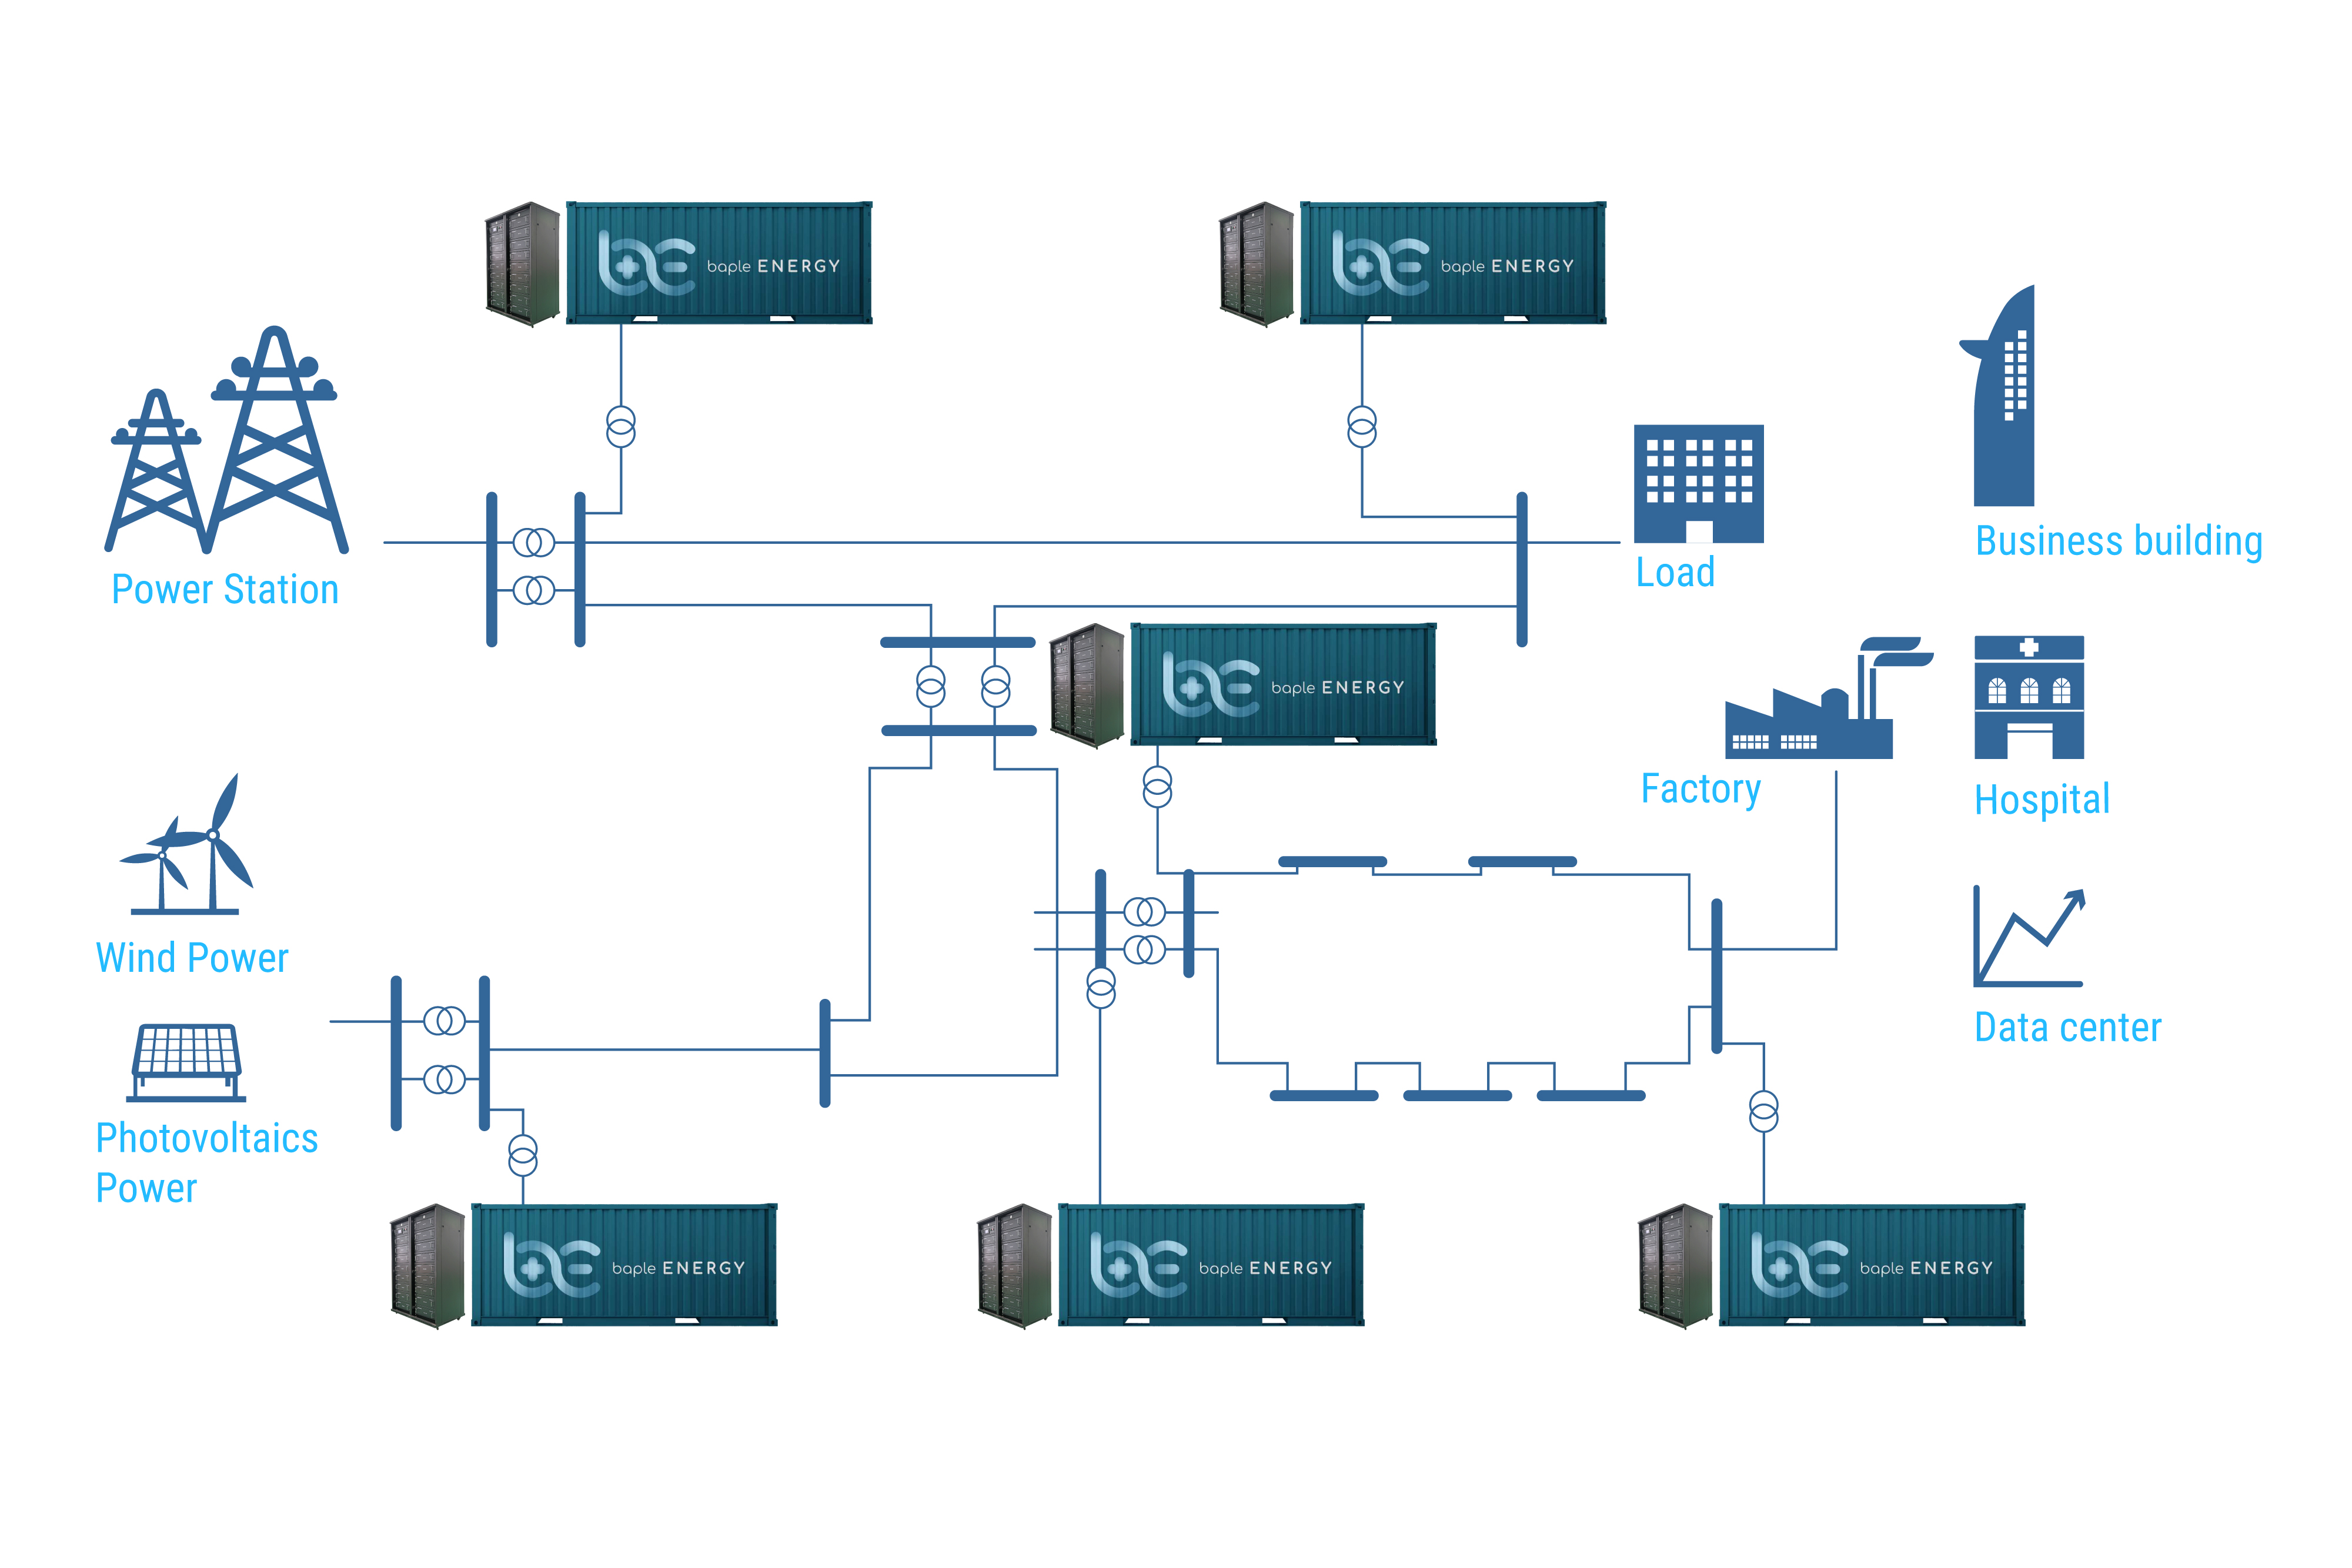 baple ENERGY
baple ENERGY
Power Station
Load
Business building
baple ENERGY
Factory
Hospital
Wind Power
Data center
Photovoltaics
Power
baple ENERGY
baple ENERGY
baple ENERGY